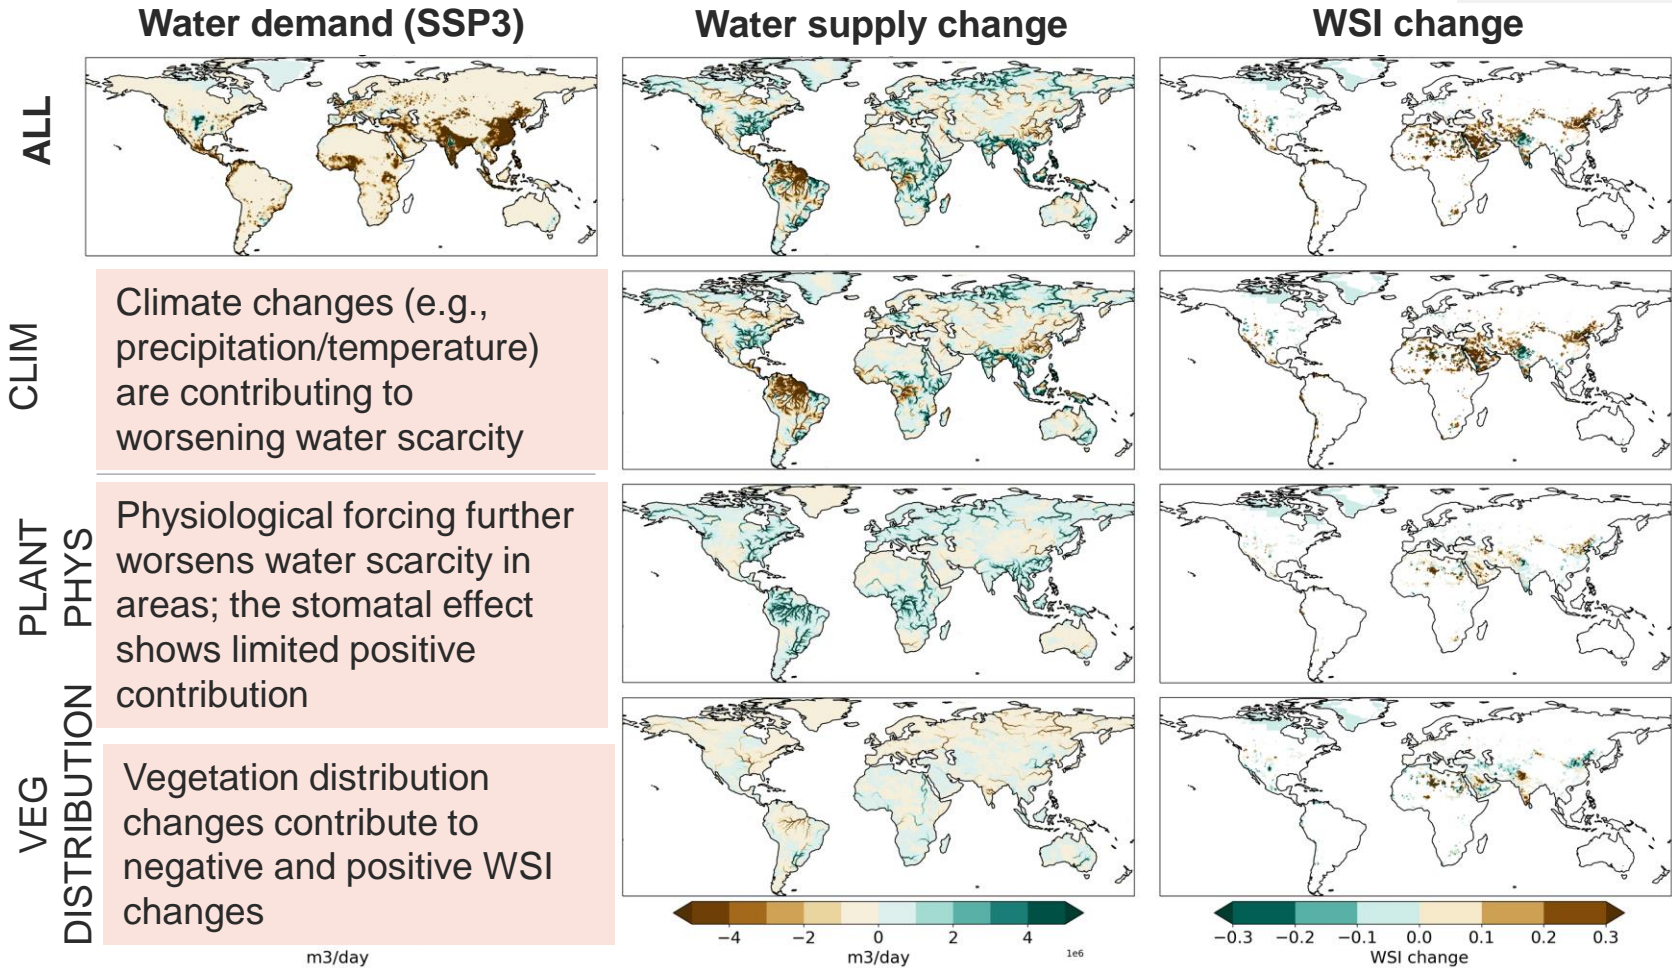 Water demand (SSP3)
Water supply change
WSI change
ALL
CLIM
Climate changes (e.g.,
precipitation/temperature)
are contributing to
worsening water scarcity
PLANT
PHYS
Physiological forcing further
worsens water scarcity in
areas; the stomatal effect
shows limited positive
contribution
VEG
DISTRIBUTION
Vegetation distribution
changes contribute to
negative and positive WSI
changes
m3/day
−4 −2 0 2 4
m3/day
1e6
−0.3 −0.2 −0.1 0.0 0.1 0.2 0.3
WSI change